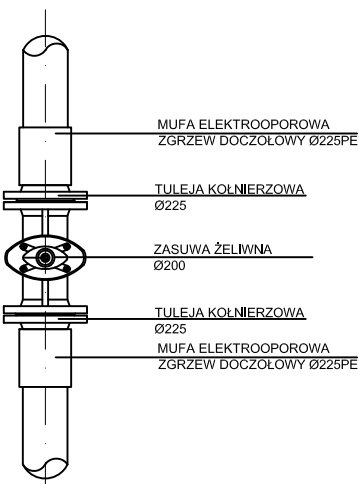 MUFA ELEKTROOPOROWA
ZGRZEW DOCZOŁOWY Ø225PE
TULEJA KOŁNIERZOWA
Ø225
ZASUWA ŻELIWNA
Ø200
TULEJA KOŁNIERZOWA
Ø225
MUFA ELEKTROOPOROWA
ZGRZEW DOCZOŁOWY Ø225PE